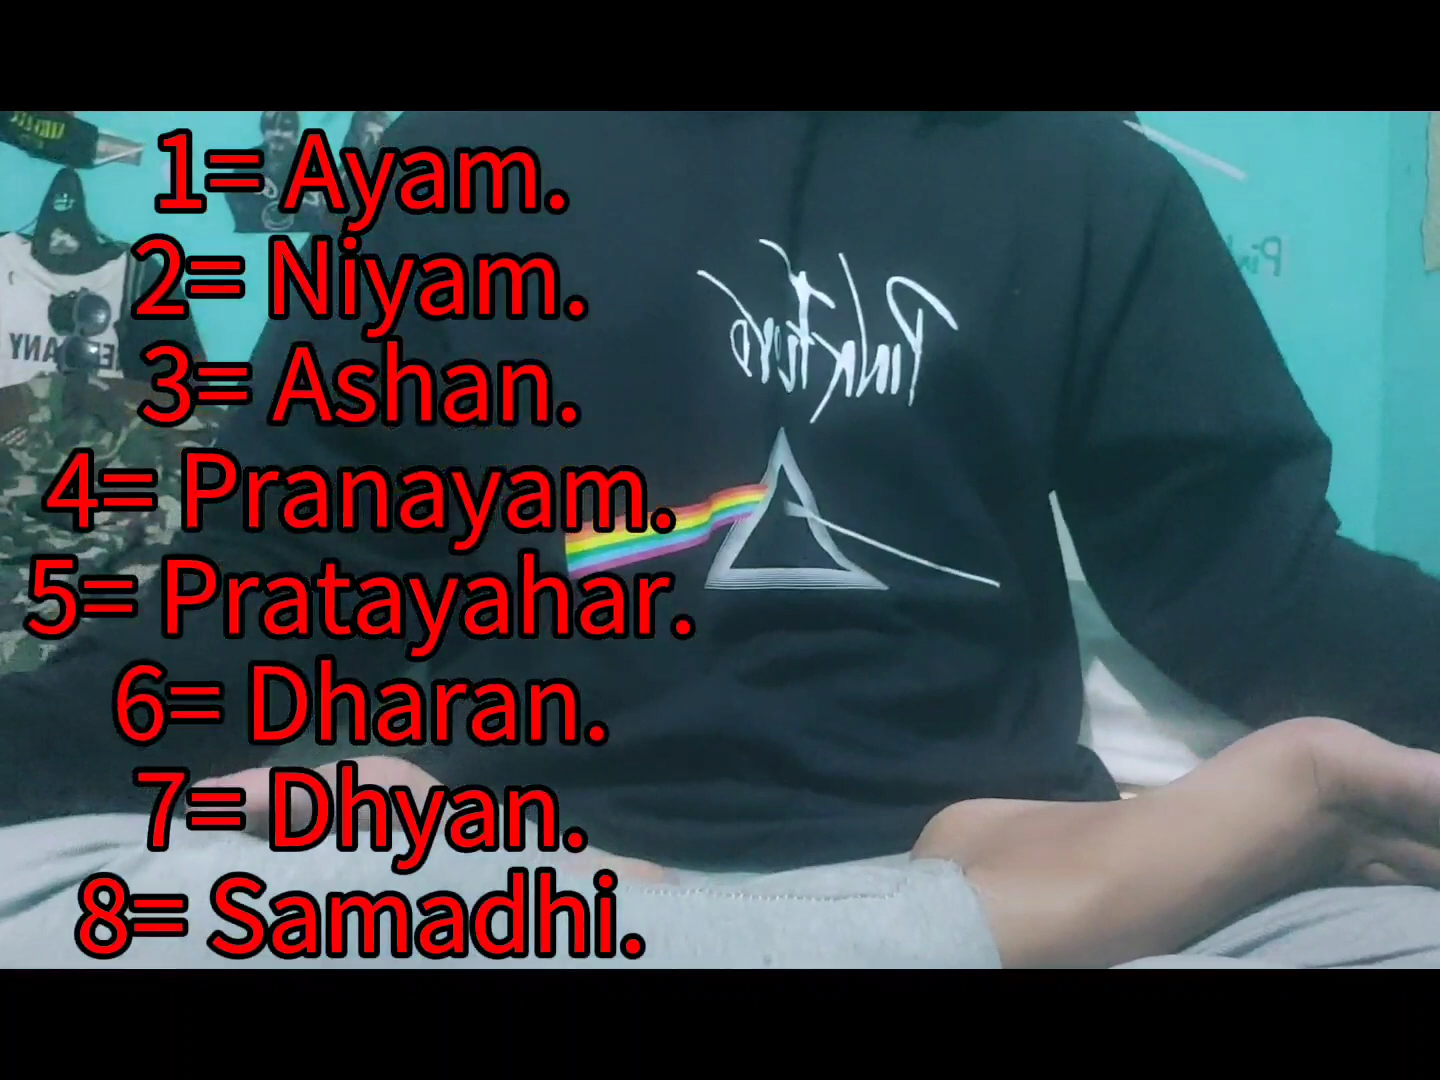 1= Ayam.
2= Niyam.
3= Ashan.
4= Pranayam.
5= Pratayahar.
6= Dharan.
7= Dhyan.
8= Samadhi.
Pink Floyd